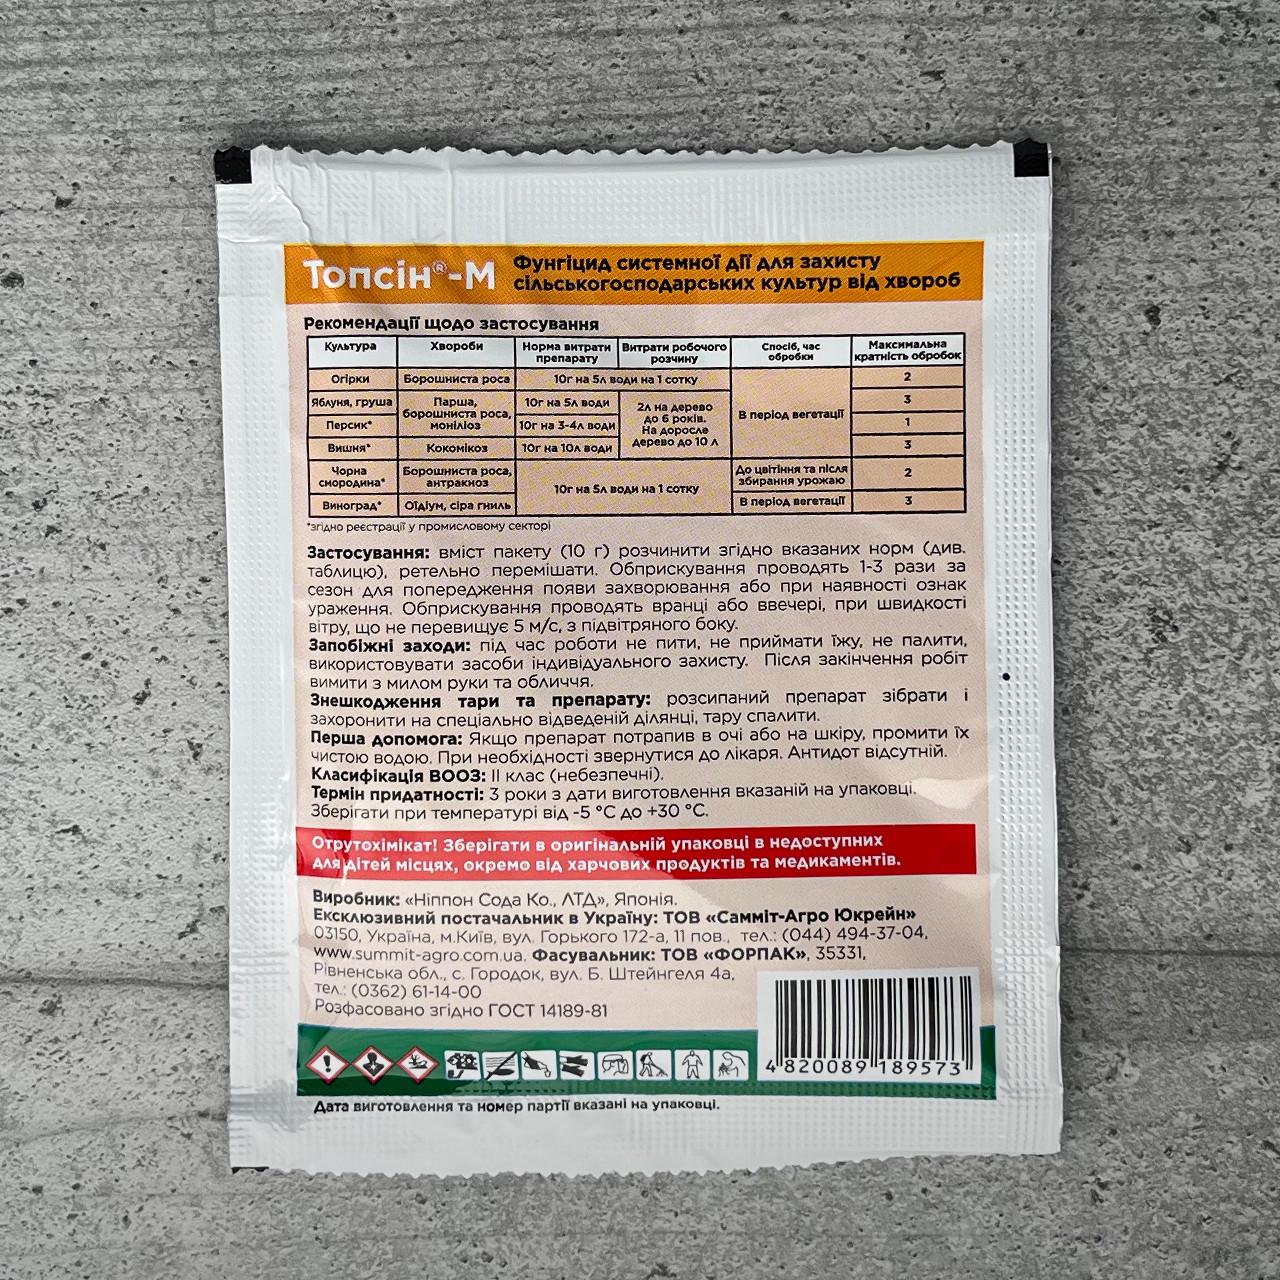 Топсін®-М
Фунгіцид системної дії для захисту
сільськогосподарських культур від хвороб
Рекомендації щодо застосування
Культура Хвороби Норма витрати препарату Витрати робочого розчину Спосіб, час обробки Максимальна кратність обробок
Огірки Борошниста роса 10г на 5л води на 1 сотку В період вегетації 2
Яблуня, груша Парша, борошниста роса, моніліоз 10г на 5л води 2л на дерево до 6 років. На доросле дерево до 10 л 3
Персик* 10г на 3-4л води 1
Вишня* Кокомікоз 10г на 10л води 3
Чорна смородина* Борошниста роса, антракноз 10г на 5л води на 1 сотку До цвітіння та після збирання урожаю 2
Виноград* Оїдіум, сіра гниль В період вегетації 3
*згідно реєстрації у промисловому секторі
Застосування: вміст пакету (10 г) розчинити згідно вказаних норм (див.
таблицю), ретельно перемішати. Обприскування проводять 1-3 рази за
сезон для попередження появи захворювання або при наявності ознак
ураження. Обприскування проводять вранці або ввечері, при швидкості
вітру, що не перевищує 5 м/с, з підвітряного боку.
Запобіжні заходи: під час роботи не пити, не приймати їжу, не палити,
використовувати засоби індивідуального захисту. Після закінчення робіт
вимити з милом руки та обличчя.
Знешкодження тари та препарату: розсипаний препарат зібрати і
захоронити на спеціально відведеній ділянці, тару спалити.
Перша допомога: Якщо препарат потрапив в очі або на шкіру, промити їх
чистою водою. При необхідності звернутися до лікаря. Антидот відсутній.
Класифікація ВООЗ: II клас (небезпечні).
Термін придатності: 3 роки з дати виготовлення вказаній на упаковці.
Зберігати при температурі від -5 °C до +30 °C.
Отрутохімікат! Зберігати в оригінальній упаковці в недоступних
для дітей місцях, окремо від харчових продуктів та медикаментів.
Виробник: «Ніппон Сода Ко., ЛТД», Японія.
Ексклюзивний постачальник в Україну: ТОВ «Самміт-Агро Юкрейн»
03150, Україна, м.Київ, вул. Горького 172-а, 11 пов., тел.: (044) 494-37-04,
www.summit-agro.com.ua. Фасувальник: ТОВ «ФОРПАК», 35331,
Рівненська обл., с. Городок, вул. Б. Штейнгеля 4а,
тел.: (0362) 61-14-00
Розфасовано згідно ГОСТ 14189-81
4 820089 189573
Дата виготовлення та номер партії вказані на упаковці.